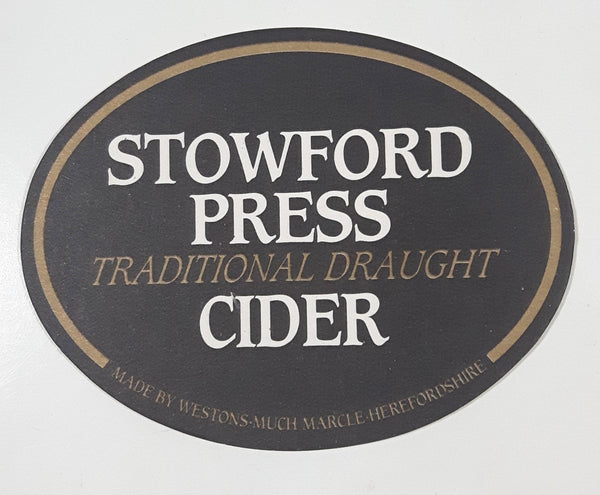 STOWFORD
PRESS
TRADITIONAL DRAUGHT
CIDER
MADE BY WESTONS·MUCH MARCLE·HEREFORDSHIRE